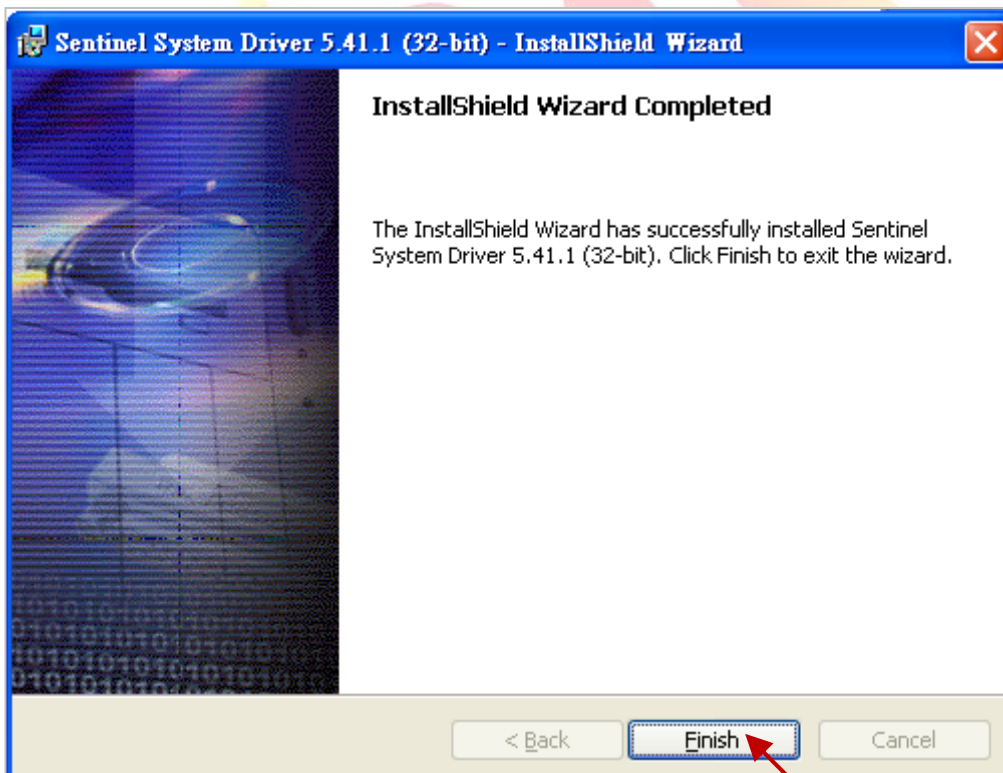 Sentinel System Driver 5.41.1 (32-bit) - InstallShield Wizard
InstallShield Wizard Completed
The InstallShield Wizard has successfully installed Sentinel
System Driver 5.41.1 (32-bit). Click Finish to exit the wizard.
< Back
Finish
Cancel